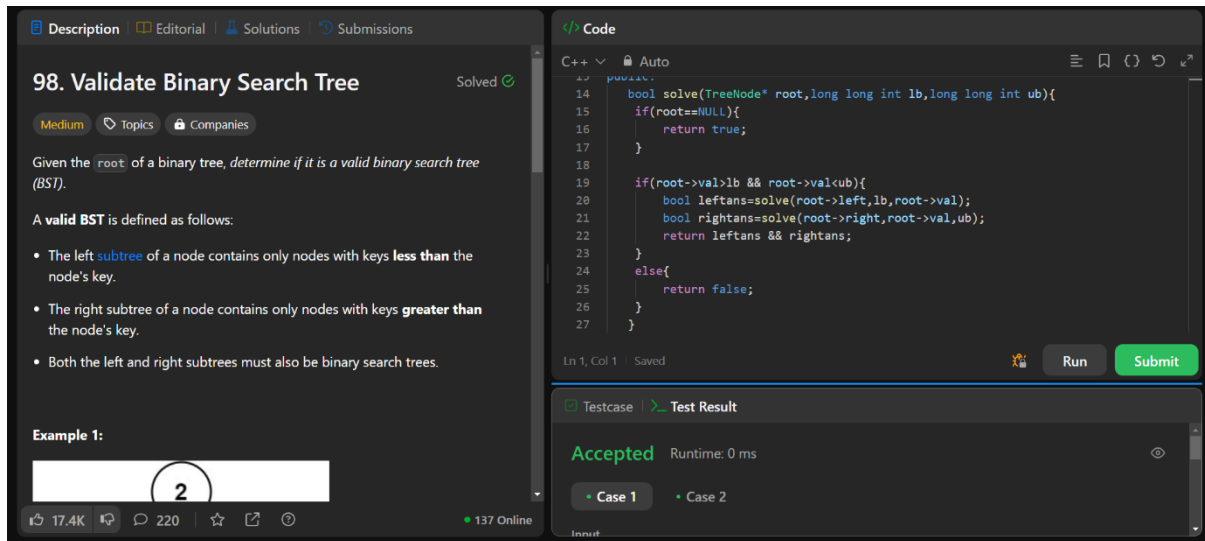 Description | Editorial | Solutions | Submissions
98. Validate Binary Search Tree
Solved
Medium Topics Companies
Given the root of a binary tree, determine if it is a valid binary search tree
(BST).
A valid BST is defined as follows:
• The left subtree of a node contains only nodes with keys less than the
node's key.
• The right subtree of a node contains only nodes with keys greater than
the node's key.
• Both the left and right subtrees must also be binary search trees.
Example 1:
2
17.4K 220 137 Online
</> Code
C++ Auto
13 public:
14 bool solve(TreeNode* root,long long int lb,long long int ub){
15 if(root==NULL){
16 return true;
17 }
18
19 if(root->val>lb && root->val<ub){
20 bool leftans=solve(root->left,lb,root->val);
21 bool rightans=solve(root->right,root->val,ub);
22 return leftans && rightans;
23 }
24 else{
25 return false;
26 }
27 }
Ln 1, Col 1 | Saved
Run Submit
Testcase | >_ Test Result
Accepted Runtime: 0 ms
• Case 1 • Case 2
Input